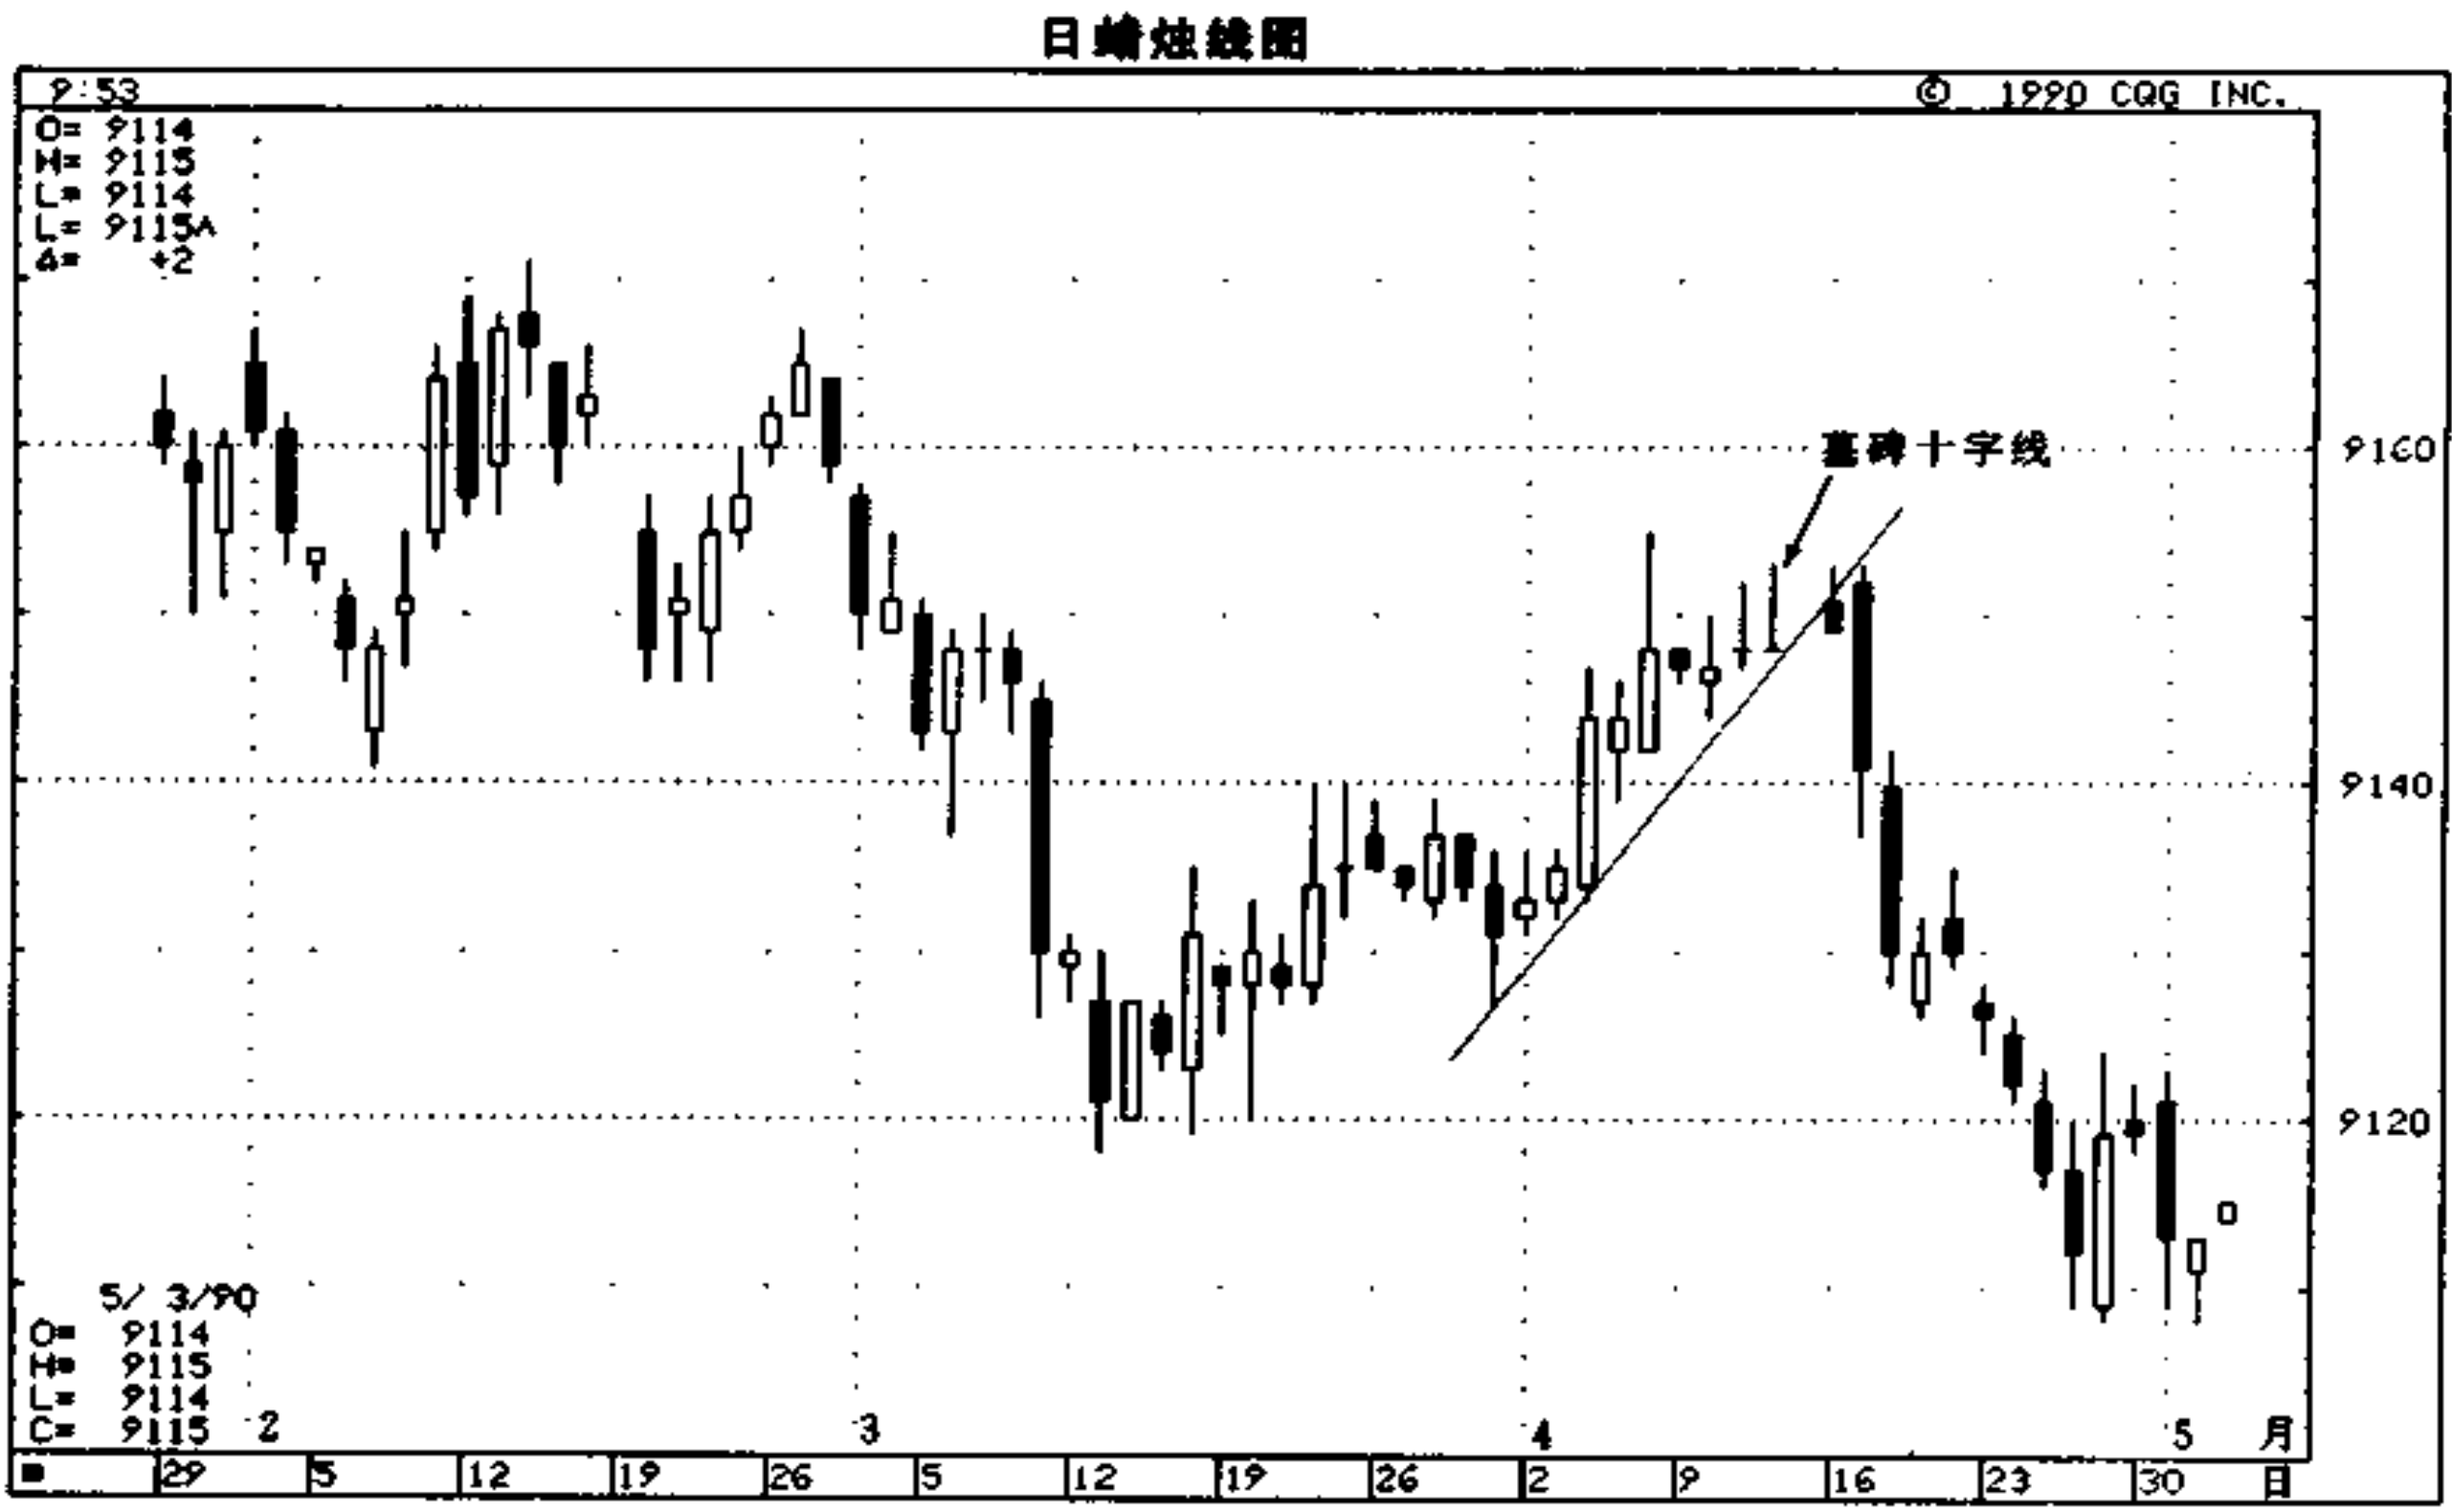 日蜡烛线图
9:53 © 1990 CQG INC.
O= 9114
H= 9115
L= 9114
L= 9115A
Δ= +2
墓碑十字线
9160
9140
9120
5/ 3/90
O= 9114
H= 9115
L= 9114
C= 9115
2 3 4 5 月
29 5 12 19 26 5 12 19 26 2 9 16 23 30 日